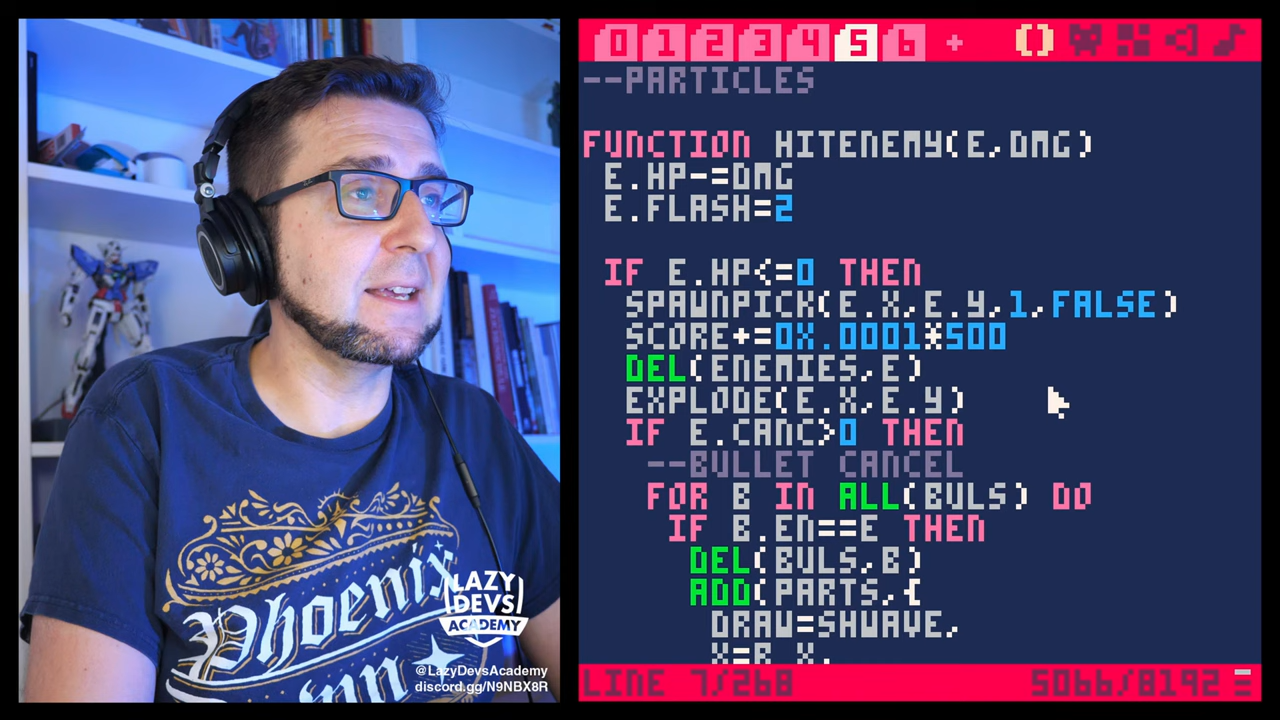 Phoenix
LAZY
DEVS
ACADEMY
@LazyDevsAcademy
discord.gg/N9NBX8R
0 1 2 3 4 5 6 +
--PARTICLES
FUNCTION HITENEMY(E,DMG)
E.HP-=DMG
E.FLASH=2
IF E.HP<=0 THEN
SPAWNPICK(E.X,E.Y,1,FALSE)
SCORE+=0X.0001*500
DEL(ENEMIES,E)
EXPLODE(E.X,E.Y)
IF E.CANC>0 THEN
--BULLET CANCEL
FOR B IN ALL(BULS) DO
IF B.EN==E THEN
DEL(BULS,B)
ADD(PARTS,{
DRAW=SHWAVE,
X=B.X,
LINE 7/268
5066/8192